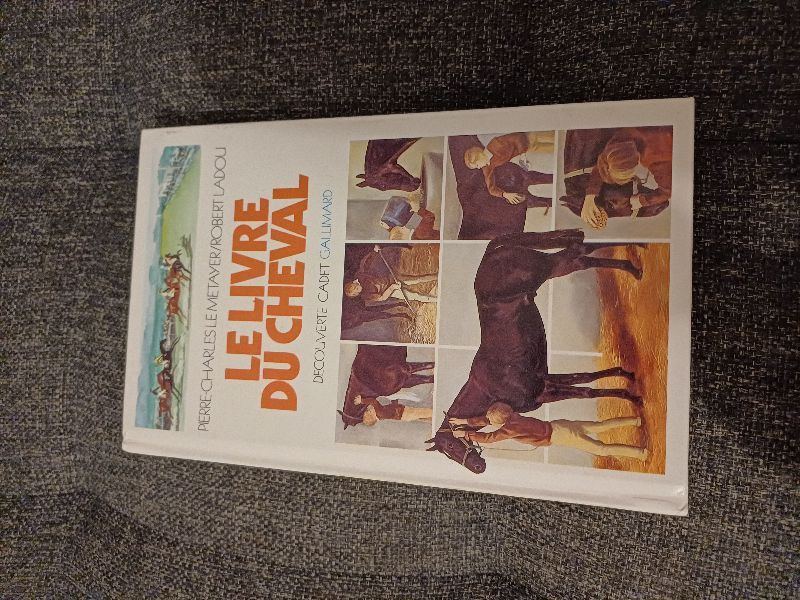 PIERRE-CHARLES LE METAYER/ROBERT LADOU
LE LIVRE
DU CHEVAL
DECOUVERTE CADET GALLIMARD